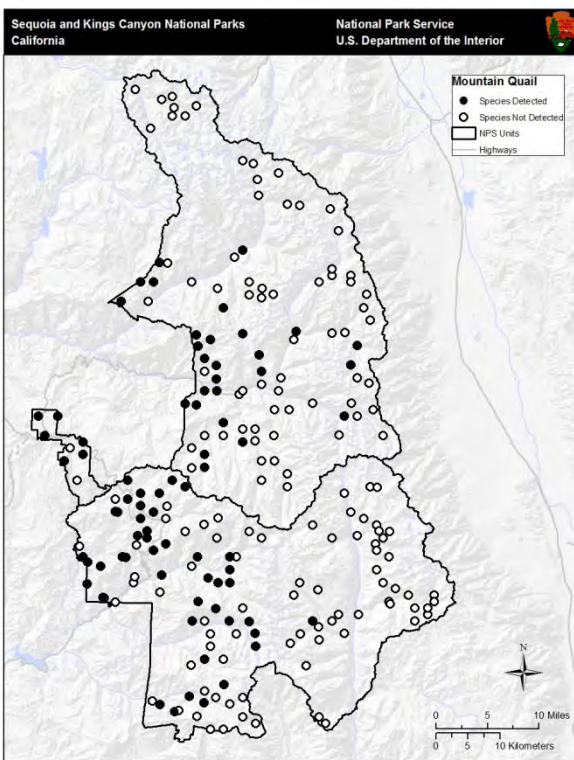 Sequoia and Kings Canyon National Parks
California
National Park Service
U.S. Department of the Interior
Mountain Quail
Species Detected
Species Not Detected
NPS Units
Highways
N
0 5 10 Miles
0 5 10 Kilometers